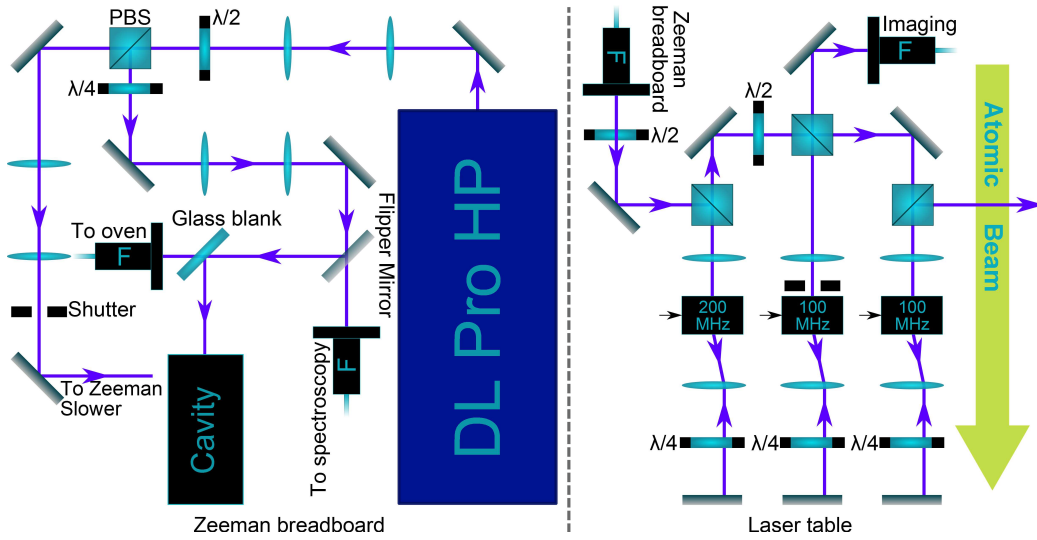 PBS
λ/2
λ/4
Glass blank
To oven
F
Flipper Mirror
Shutter
To Zeeman
Slower
Cavity
F
To spectroscopy
DL Pro HP
Zeeman breadboard
F
Zeeman
breadboard
λ/2
λ/2
Imaging
F
Atomic Beam
200
MHz
100
MHz
100
MHz
λ/4
λ/4
λ/4
Laser table